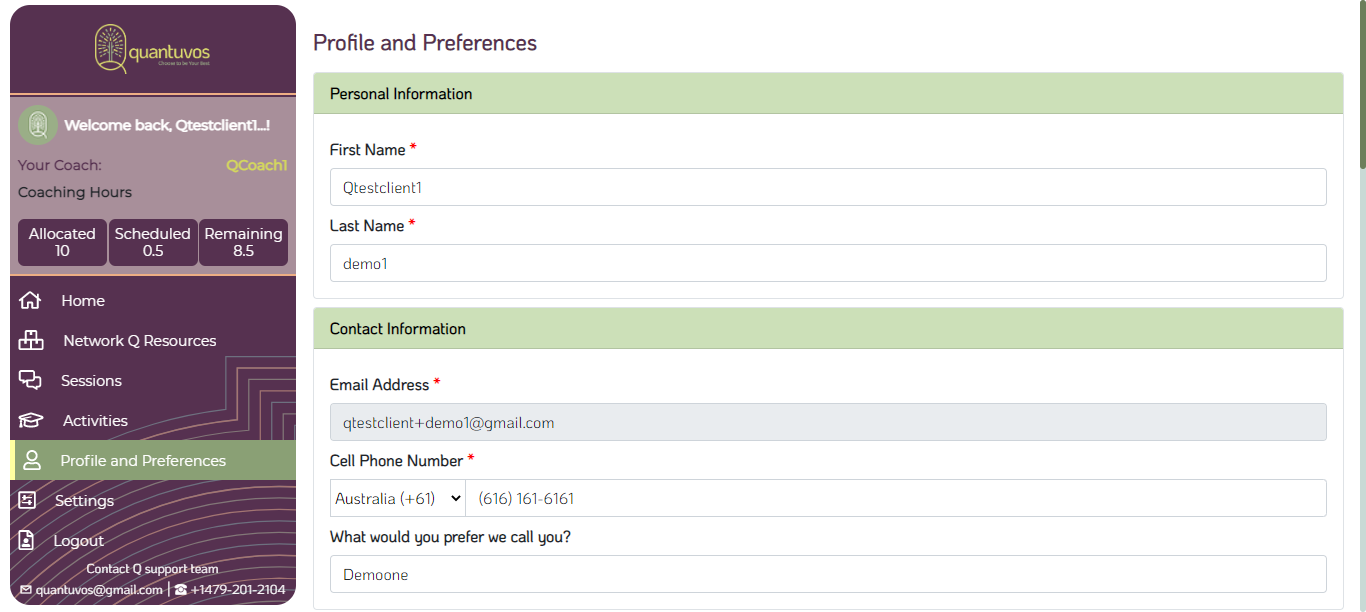 quantuvos
Choose to be Your Best
Welcome back, Qtestclient1...!
Your Coach: QCoach1
Coaching Hours
Allocated Scheduled Remaining
10 0.5 8.5
Home
Network Q Resources
Sessions
Activities
Profile and Preferences
Settings
Logout
Contact Q support team
quantuvos@gmail.com | +1479-201-2104
Profile and Preferences
Personal Information
First Name *
Qtestclient1
Last Name *
demo1
Contact Information
Email Address *
qtestclient+demo1@gmail.com
Cell Phone Number *
Australia (+61) (616) 161-6161
What would you prefer we call you?
Demoone